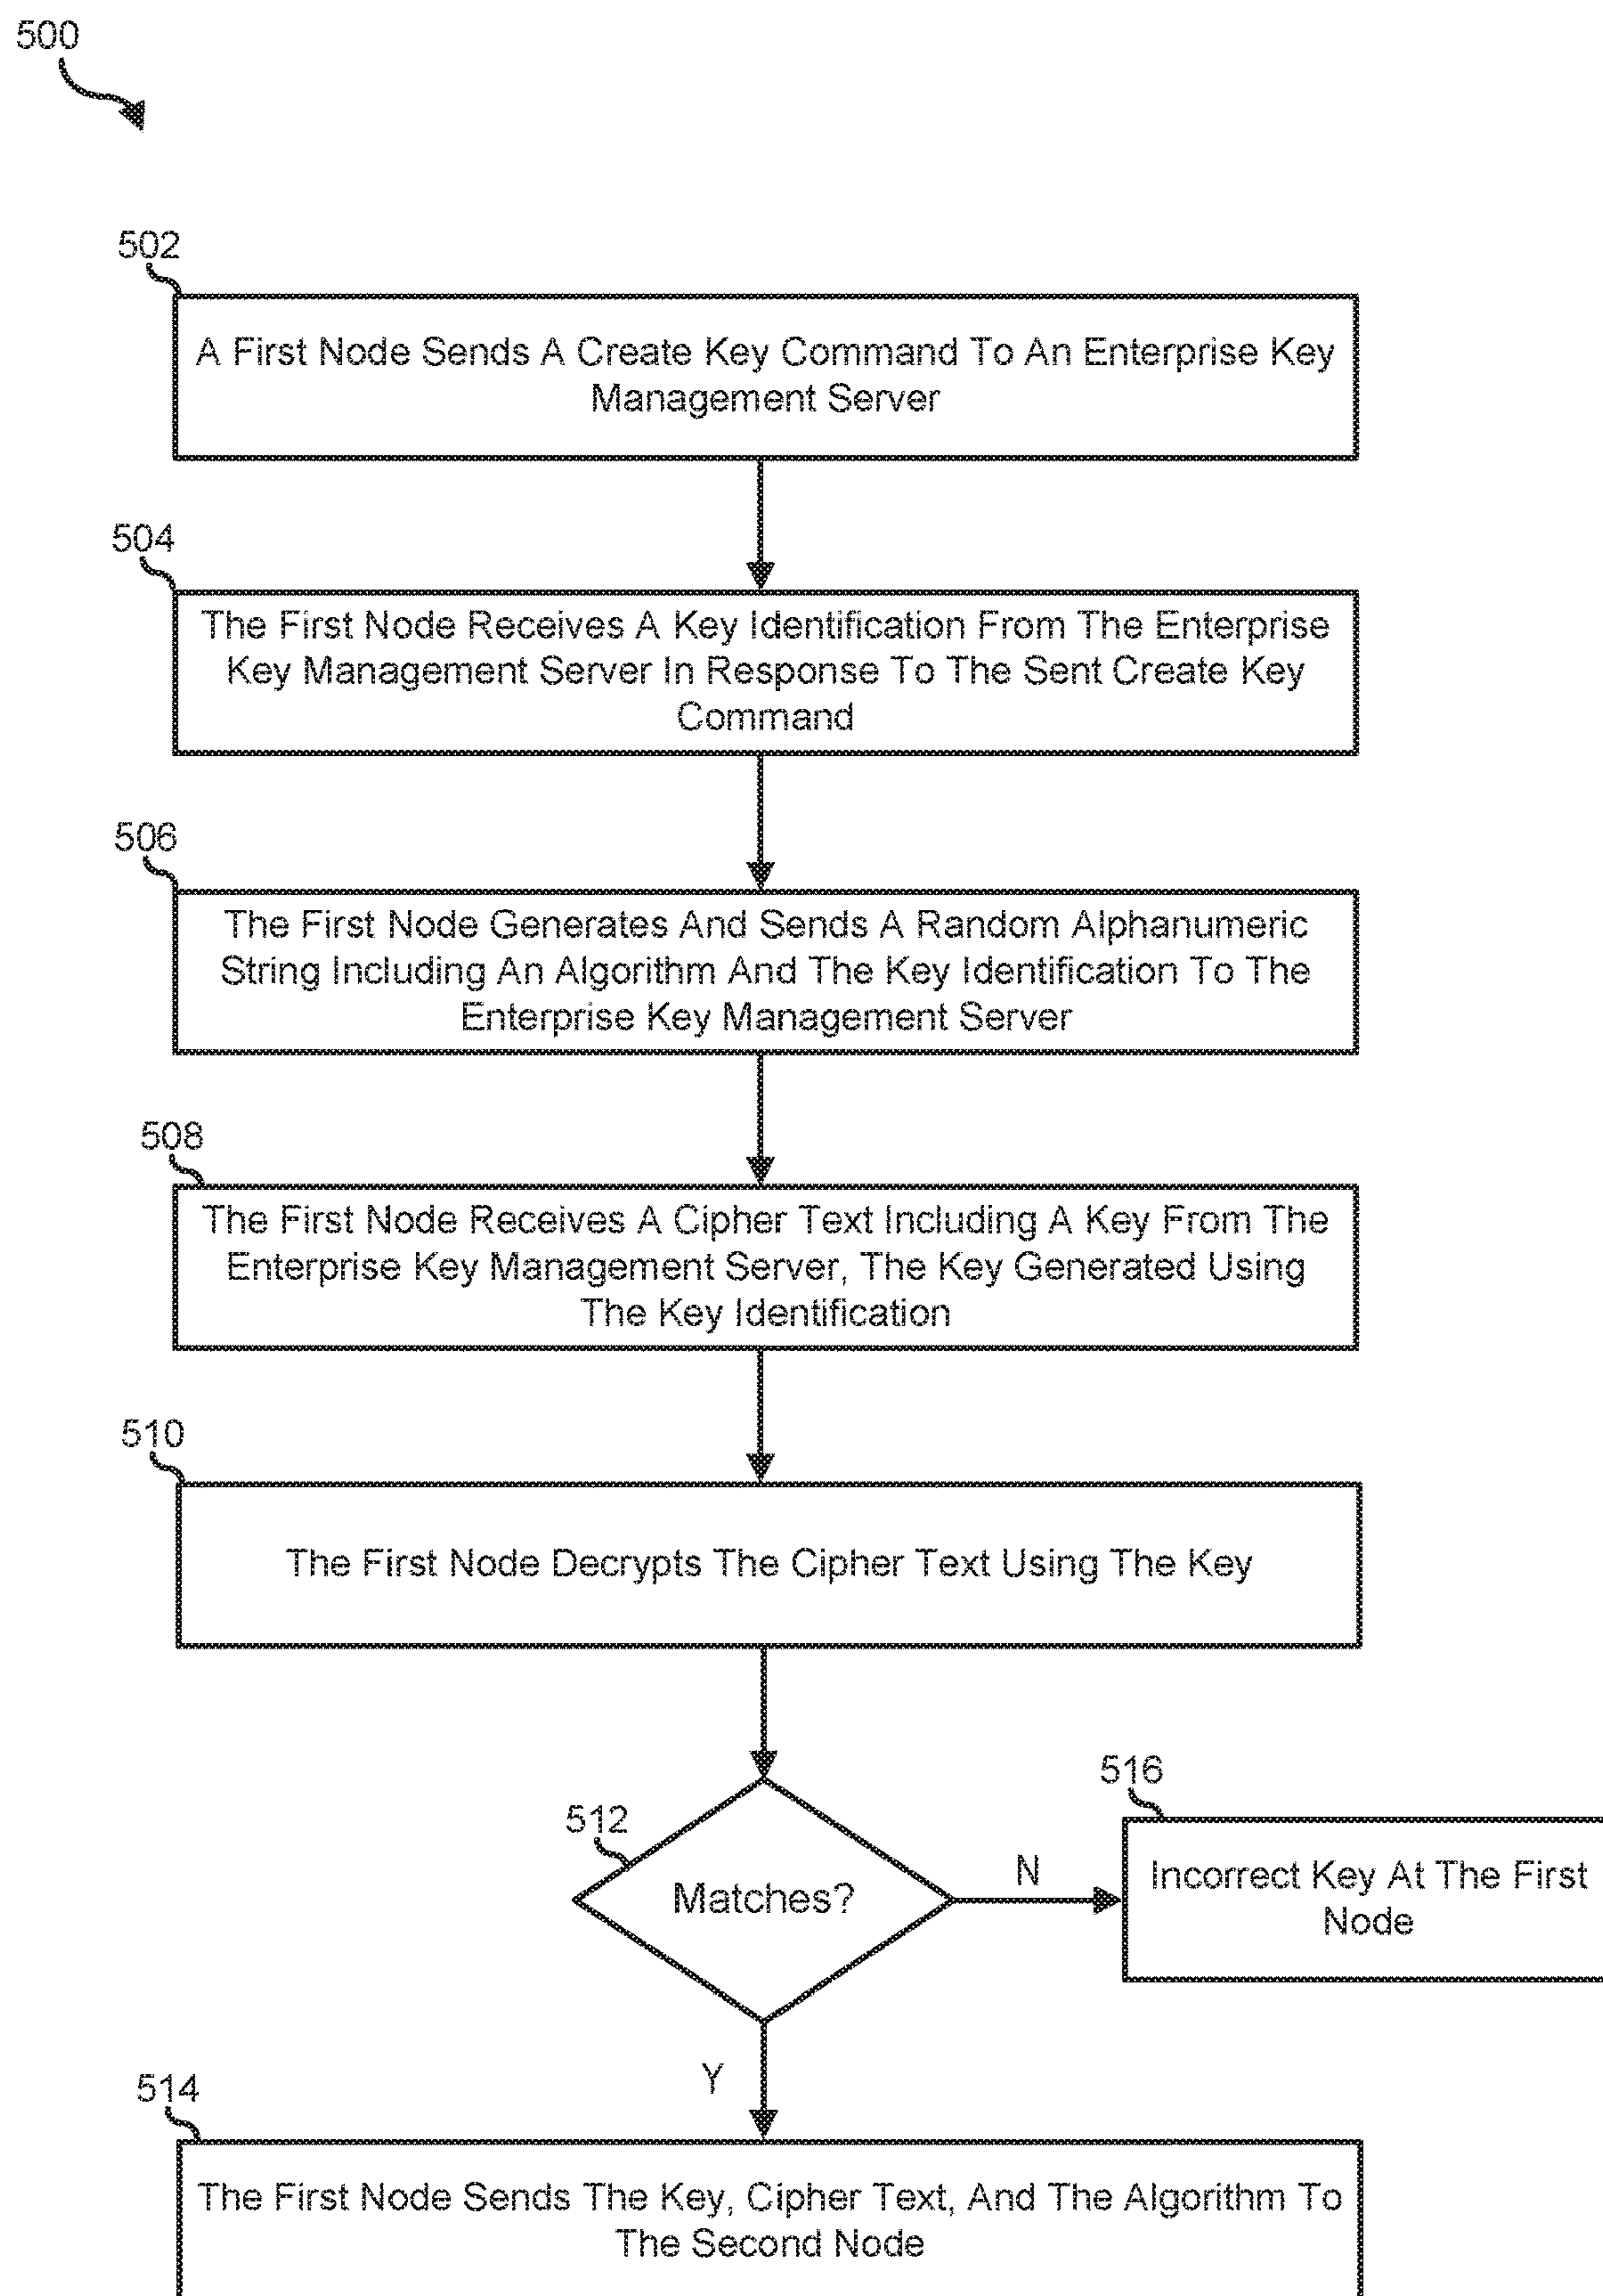 500
502
A First Node Sends A Create Key Command To An Enterprise Key
Management Server
504
The First Node Receives A Key Identification From The Enterprise
Key Management Server In Response To The Sent Create Key
Command
506
The First Node Generates And Sends A Random Alphanumeric
String Including An Algorithm And The Key Identification To The
Enterprise Key Management Server
508
The First Node Receives A Cipher Text Including A Key From The
Enterprise Key Management Server, The Key Generated Using
The Key Identification
510
The First Node Decrypts The Cipher Text Using The Key
512
Matches?
N
516
Incorrect Key At The First
Node
Y
514
The First Node Sends The Key, Cipher Text, And The Algorithm To
The Second Node